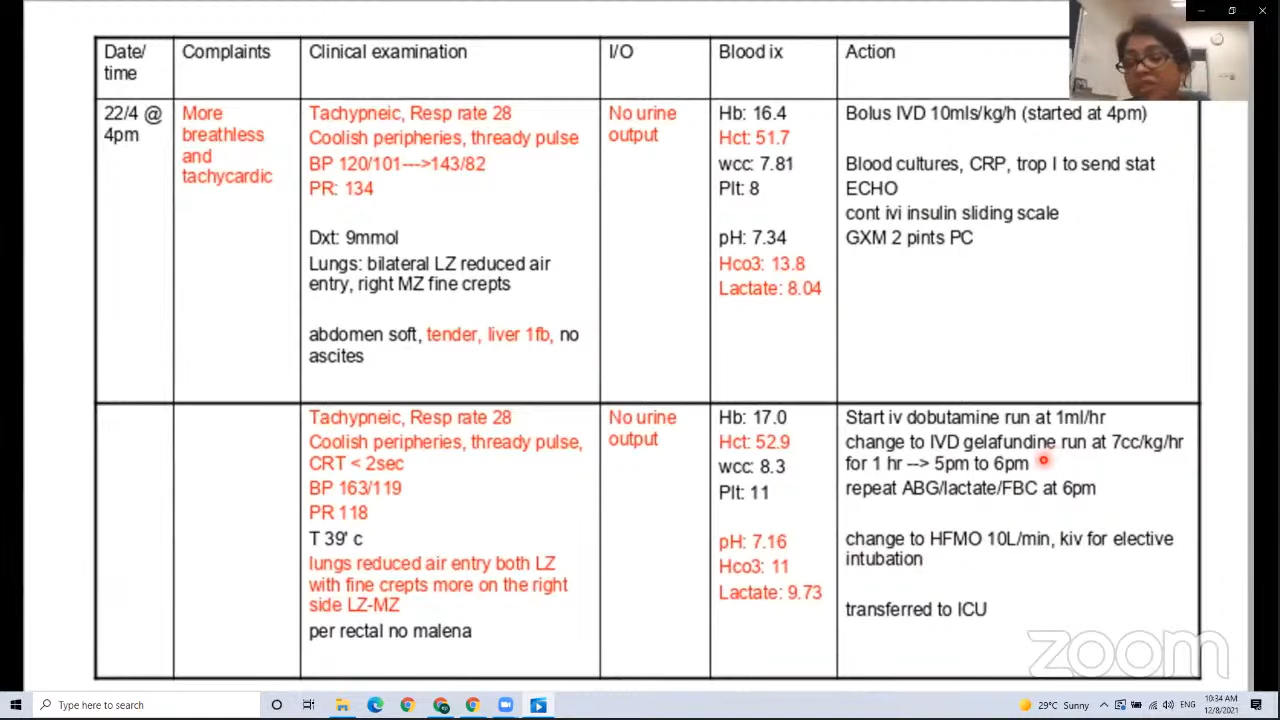 Date/
time
Complaints
Clinical examination
I/O
Blood ix
Action
22/4 @
4pm
More
breathless
and
tachycardic
Tachypneic, Resp rate 28
Coolish peripheries, thready pulse
BP 120/101--->143/82
PR: 134
Dxt: 9mmol
Lungs: bilateral LZ reduced air
entry, right MZ fine crepts
abdomen soft, tender, liver 1fb, no
ascites
No urine
output
Hb: 16.4
Hct: 51.7
wcc: 7.81
Plt: 8
pH: 7.34
Hco3: 13.8
Lactate: 8.04
Bolus IVD 10mls/kg/h (started at 4pm)
Blood cultures, CRP, trop I to send stat
ECHO
cont ivi insulin sliding scale
GXM 2 pints PC
Tachypneic, Resp rate 28
Coolish peripheries, thready pulse,
CRT < 2sec
BP 163/119
PR 118
T 39' c
lungs reduced air entry both LZ
with fine crepts more on the right
side LZ-MZ
per rectal no malena
No urine
output
Hb: 17.0
Hct: 52.9
wcc: 8.3
Plt: 11
pH: 7.16
Hco3: 11
Lactate: 9.73
Start iv dobutamine run at 1ml/hr
change to IVD gelafundine run at 7cc/kg/hr
for 1 hr --> 5pm to 6pm
repeat ABG/lactate/FBC at 6pm
change to HFMO 10L/min, kiv for elective
intubation
transferred to ICU
zoom
Type here to search
29°C Sunny
ENG
10:34 AM
12/8/2021